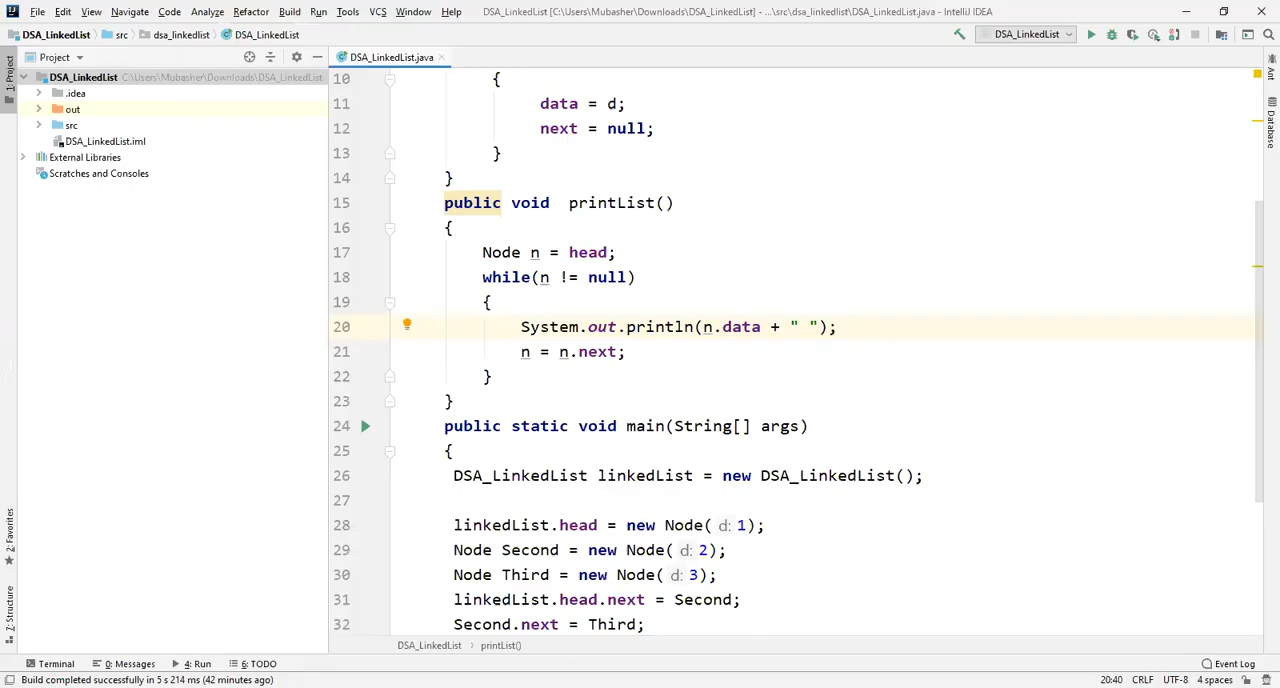 File Edit View Navigate Code Analyze Refactor Build Run Tools VCS Window Help DSA_LinkedList [C:\Users\Mubasher\Downloads\DSA_LinkedList] - ...\src\dsa_linkedlist\DSA_LinkedList.java - IntelliJ IDEA
DSA_LinkedList src dsa_linkedlist DSA_LinkedList DSA_LinkedList
Project DSA_LinkedList.java
1: Project
DSA_LinkedList C:\Users\Mubasher\Downloads\DSA_LinkedList
.idea
out
src
DSA_LinkedList.iml
External Libraries
Scratches and Consoles
2: Favorites
Z: Structure
10 {
11 data = d;
12 next = null;
13 }
14 }
15 public void printList()
16 {
17 Node n = head;
18 while(n != null)
19 {
20 System.out.println(n.data + " ");
21 n = n.next;
22 }
23 }
24 public static void main(String[] args)
25 {
26 DSA_LinkedList linkedList = new DSA_LinkedList();
27
28 linkedList.head = new Node( d: 1);
29 Node Second = new Node( d: 2);
30 Node Third = new Node( d: 3);
31 linkedList.head.next = Second;
32 Second.next = Third;
Ant
Database
DSA_LinkedList printList()
Terminal 0: Messages 4: Run 6: TODO Event Log
Build completed successfully in 5 s 214 ms (42 minutes ago) 20:40 CRLF UTF-8 4 spaces